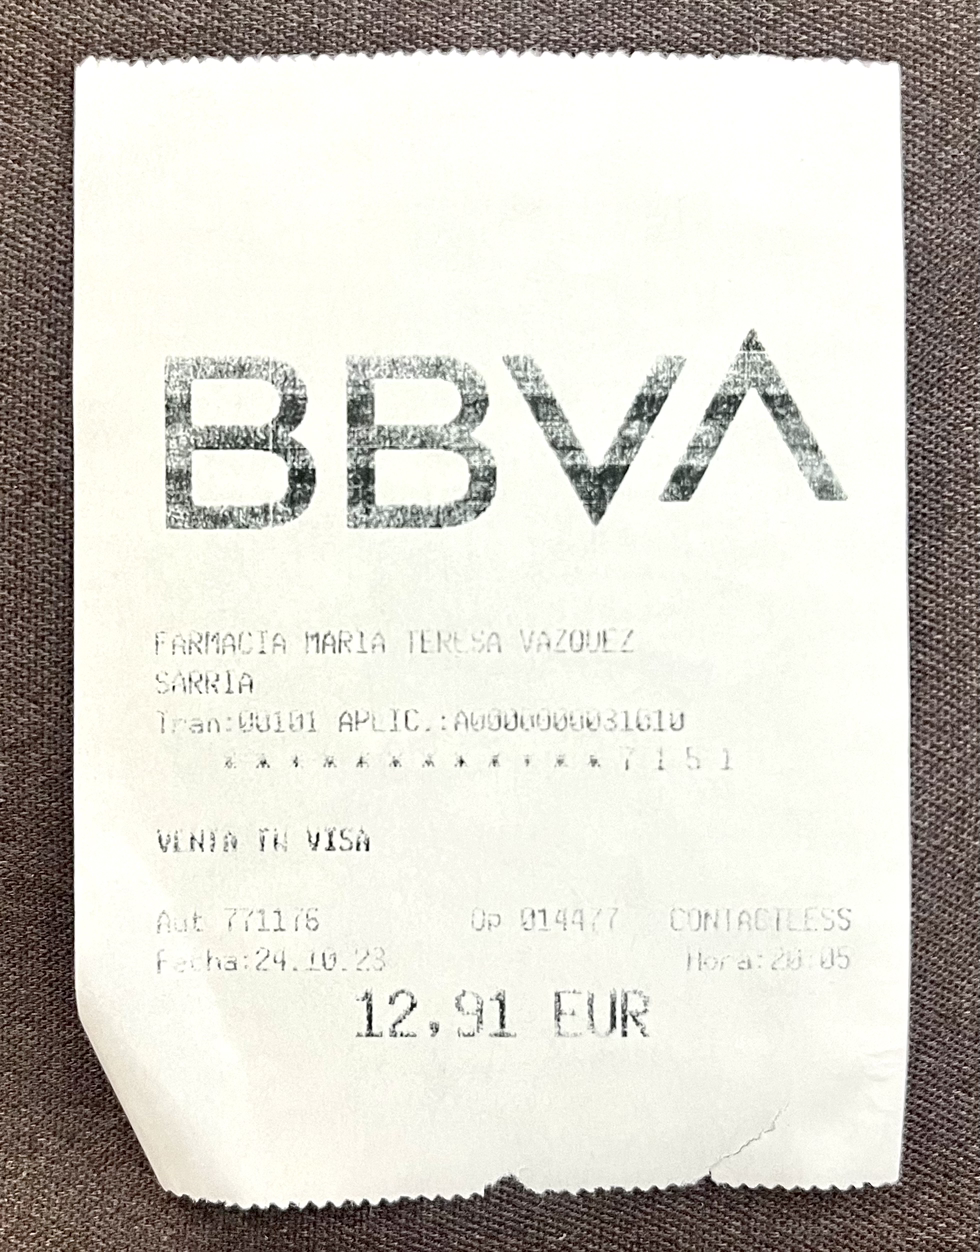 BBVA
FARMACIA MARIA TERESA VAZQUEZ
SARRIA
Tran:00101 APLIC.:A0000000031010
************7151
VENTA TH VISA
Aut 771176 Op 014477 CONTACTLESS
Fecha:24.10.23 Hora:20:05
12,91 EUR